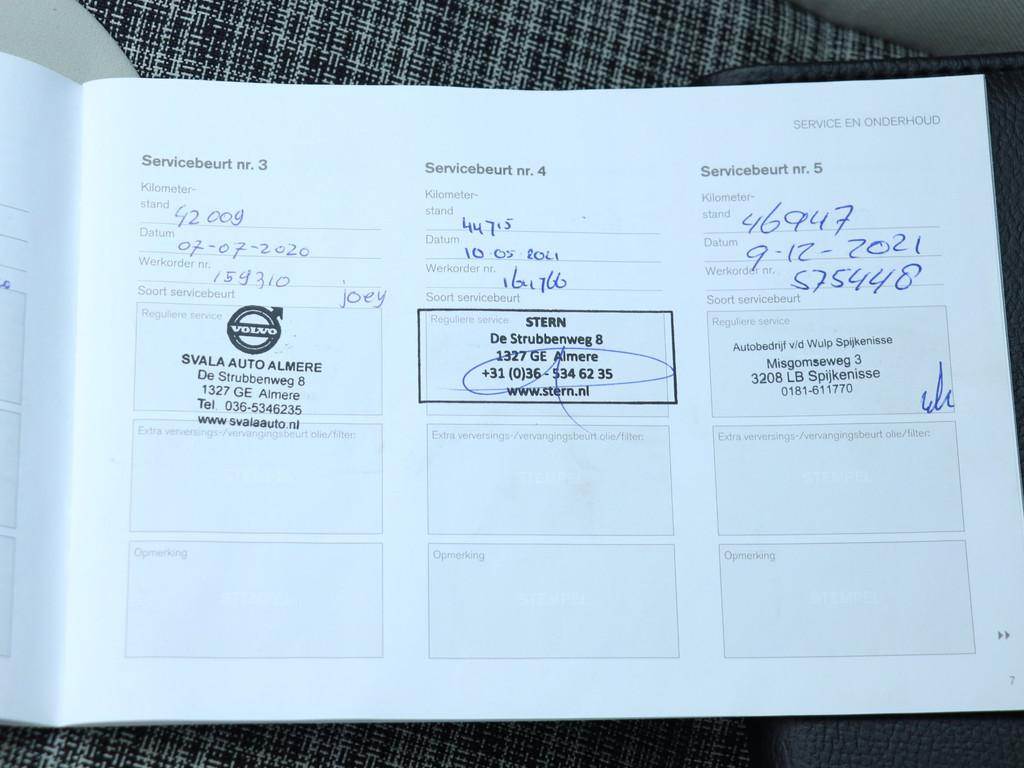 SERVICE EN ONDERHOUD
Servicebeurt nr. 3
Kilometer-
stand 42009
Datum 07-07-2020
Werkorder nr. 159310
Soort servicebeurt joey
Reguliere service
VOLVO
SVALA AUTO ALMERE
De Strubbenweg 8
1327 GE Almere
Tel. 036-5346235
www.svalaauto.nl
Extra verversings-/vervangingsbeurt olie/filter:
STEMPEL
Opmerking
STEMPEL
Servicebeurt nr. 4
Kilometer-
stand 44715
Datum 10-05-2021
Werkorder nr.
Soort servicebeurt
Reguliere service
STERN
De Strubbenweg 8
1327 GE Almere
+31 (0)36 - 534 62 35
www.stern.nl
Extra verversings-/vervangingsbeurt olie/filter:
STEMPEL
Opmerking
STEMPEL
Servicebeurt nr. 5
Kilometer-
stand 46947
Datum 9-12-2021
Werkorder nr. 575448
Soort servicebeurt
Reguliere service
Autobedrijf v/d Wulp Spijkenisse
Misgomseweg 3
3208 LB Spijkenisse
0181-611770
Extra verversings-/vervangingsbeurt olie/filter:
STEMPEL
Opmerking
STEMPEL
7